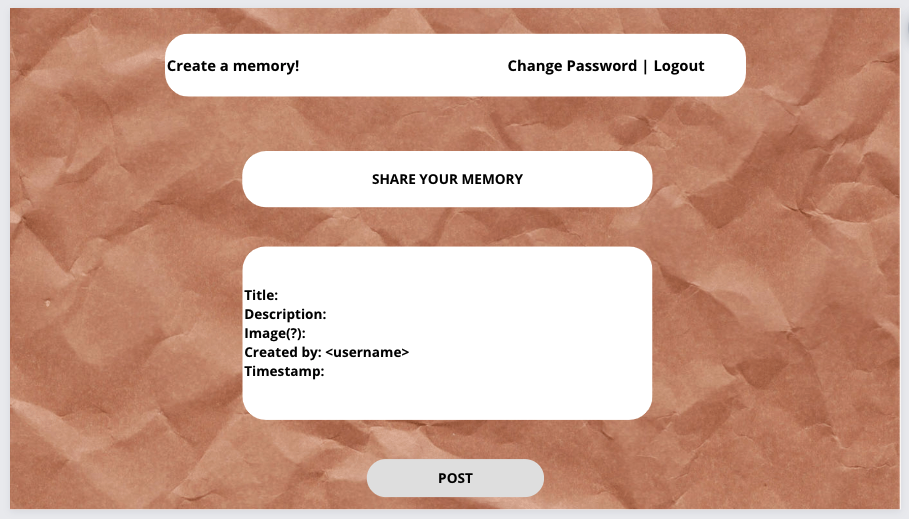 Create a memory! Change Password | Logout
SHARE YOUR MEMORY
Title:
Description:
Image(?):
Created by: <username>
Timestamp:
POST